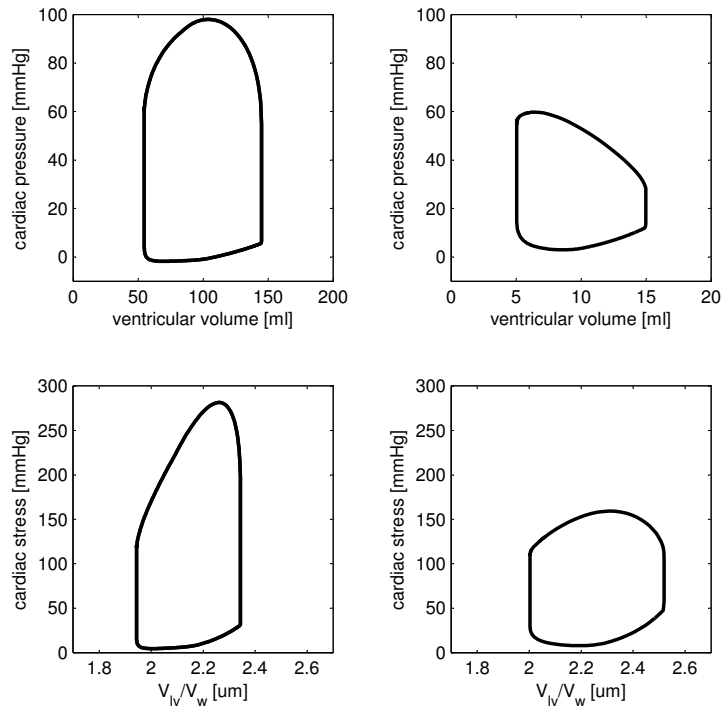 cardiac pressure [mmHg]
100
80
60
40
20
0
0 50 100 150 200
ventricular volume [ml]
cardiac pressure [mmHg]
100
80
60
40
20
0
0 5 10 15 20
ventricular volume [ml]
cardiac stress [mmHg]
300
250
200
150
100
50
0
1.8 2 2.2 2.4 2.6
V_lv/V_w [um]
cardiac stress [mmHg]
300
250
200
150
100
50
0
1.8 2 2.2 2.4 2.6
V_lv/V_w [um]